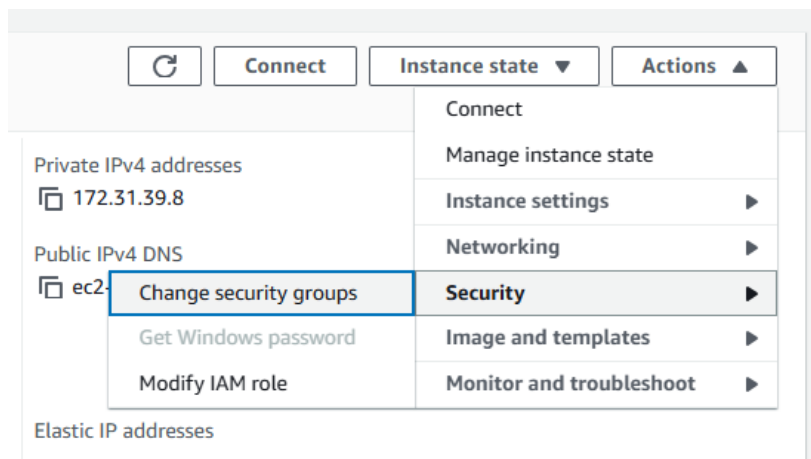 Connect
Instance state
Actions
Connect
Private IPv4 addresses
Manage instance state
172.31.39.8
Instance settings
Public IPv4 DNS
Networking
ec2-
Change security groups
Security
Get Windows password
Image and templates
Modify IAM role
Monitor and troubleshoot
Elastic IP addresses